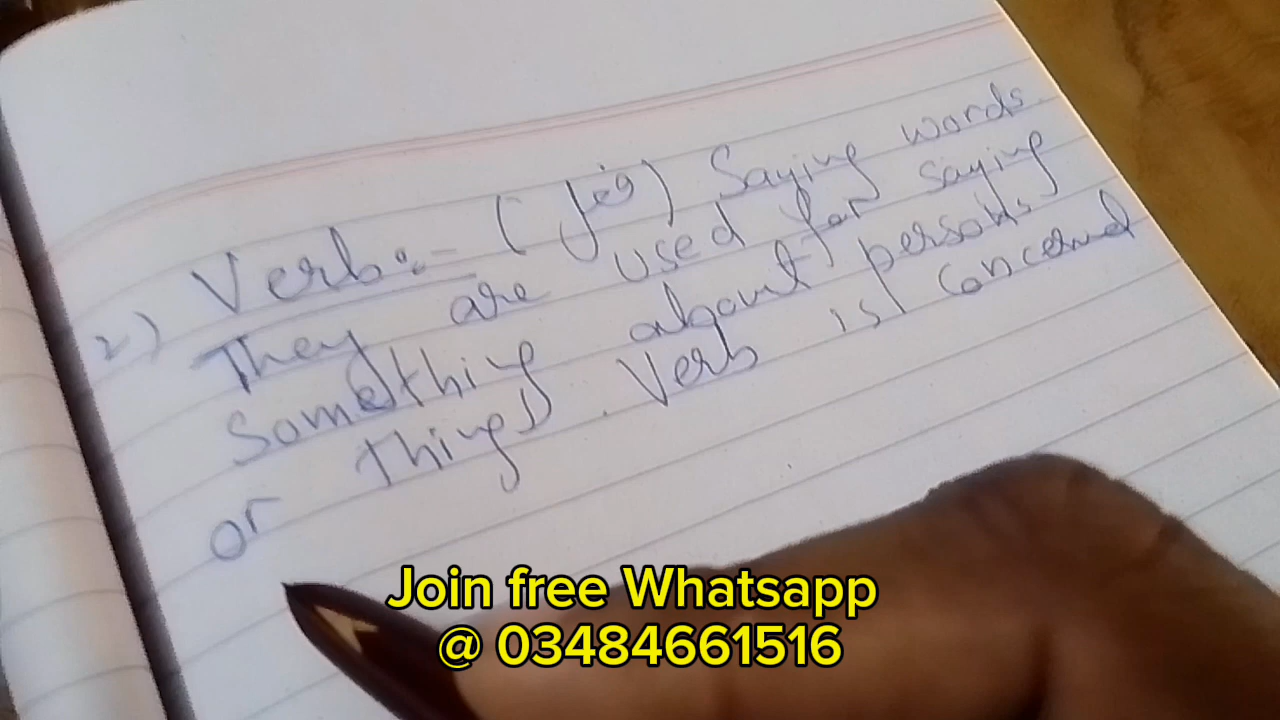 2) Verb:- (فعل) Saying words.
They are used for saying
Something about persons
or things. Verb is concerned
Join free Whatsapp
@ 03484661516